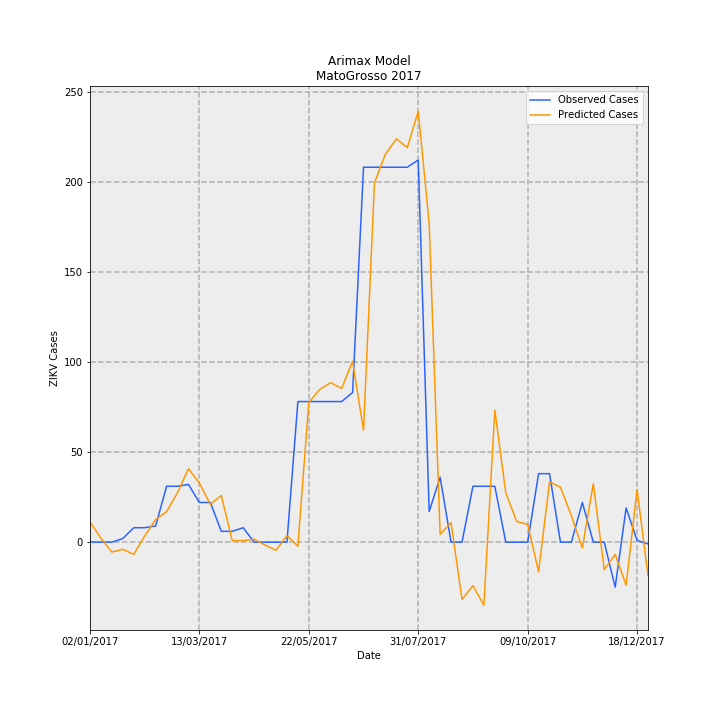 Arimax Model
MatoGrosso 2017
Observed Cases
Predicted Cases
250
200
150
100
50
0
ZIKV Cases
02/01/2017
13/03/2017
22/05/2017
31/07/2017
09/10/2017
18/12/2017
Date